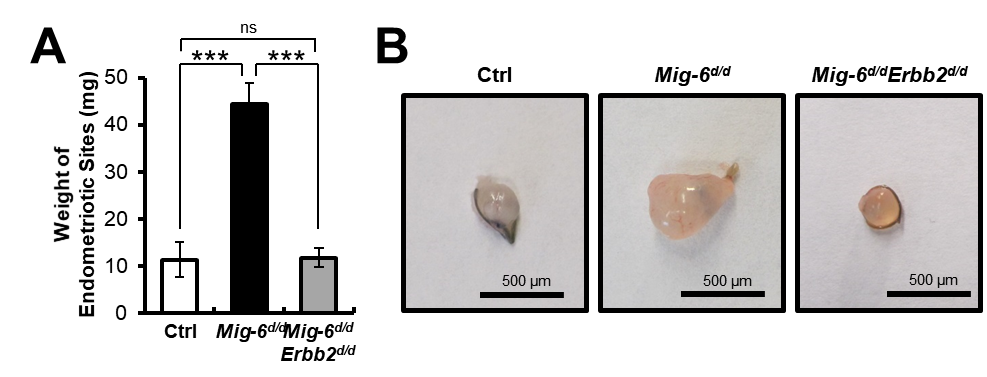 A
ns
*** ***
Weight of
Endometriotic Sites (mg)
50
40
30
20
10
0
Ctrl Mig-6d/d Mig-6d/d
Erbb2d/d
B
Ctrl Mig-6d/d Mig-6d/dErbb2d/d
500 µm 500 µm 500 µm